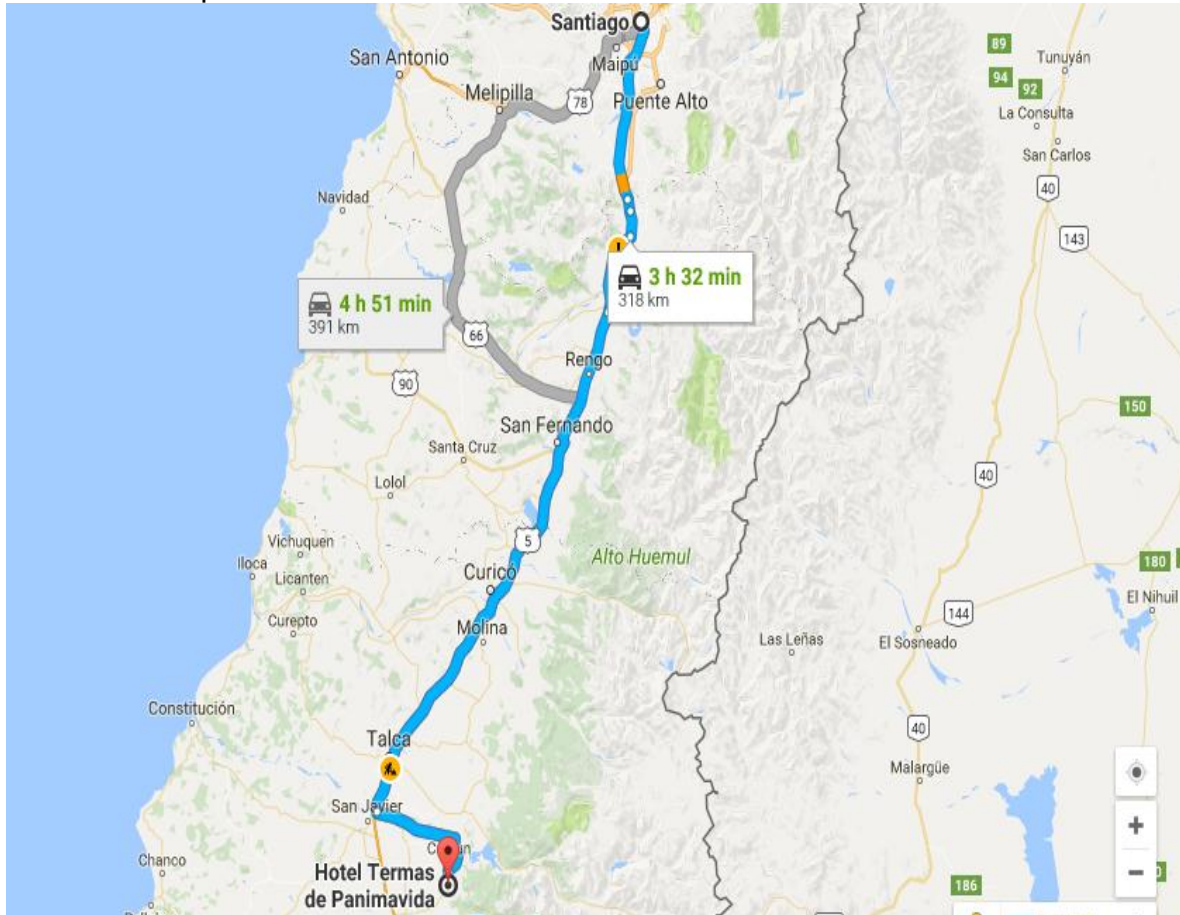 Santiago
San Antonio
Maipú
Melipilla
78
Puente Alto
89
Tunuyán
94
92
La Consulta
San Carlos
40
Navidad
143
3 h 32 min
318 km
4 h 51 min
391 km
66
Rengo
90
150
San Fernando
Santa Cruz
40
Lolol
5
Vichuquen
Alto Huemul
Iloca
180
Curicó
Licanten
El Nihuil
144
Curepto
Molina
Las Leñas
El Sosneado
Constitución
40
Talca
Malargüe
San Javier
+
Chanco
Hotel Termas
de Panimavida
−
186